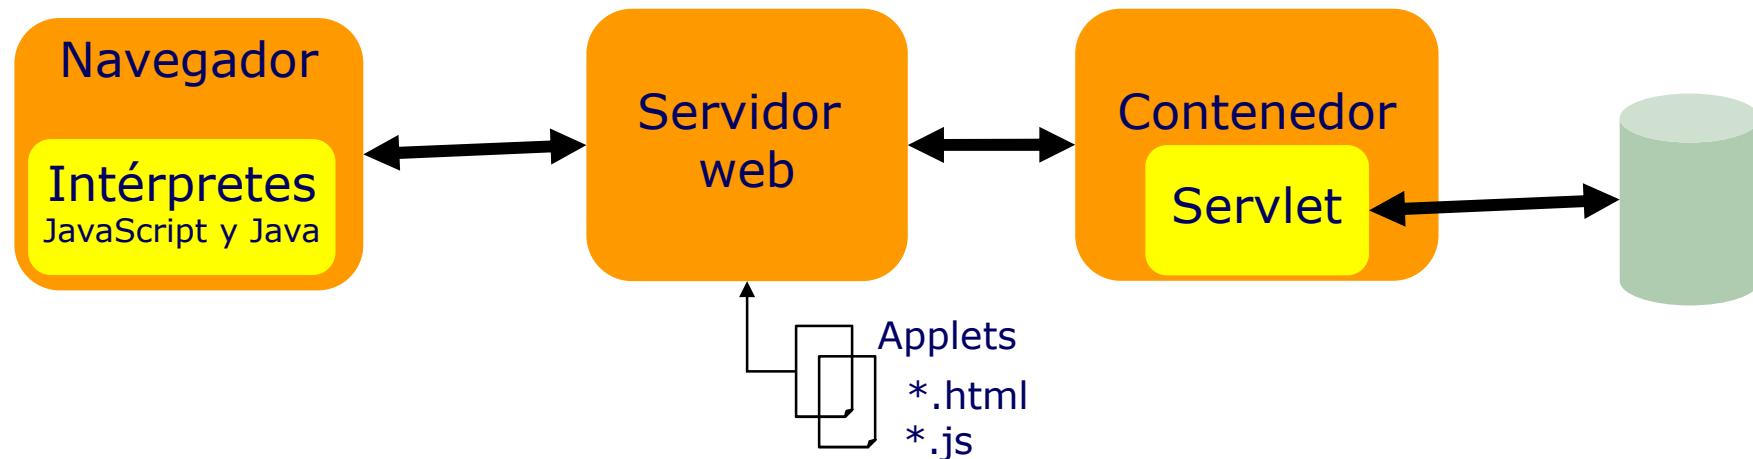 Navegador
Intérpretes
JavaScript y Java
Servidor
web
Contenedor
Servlet
Applets
*.html
*.js